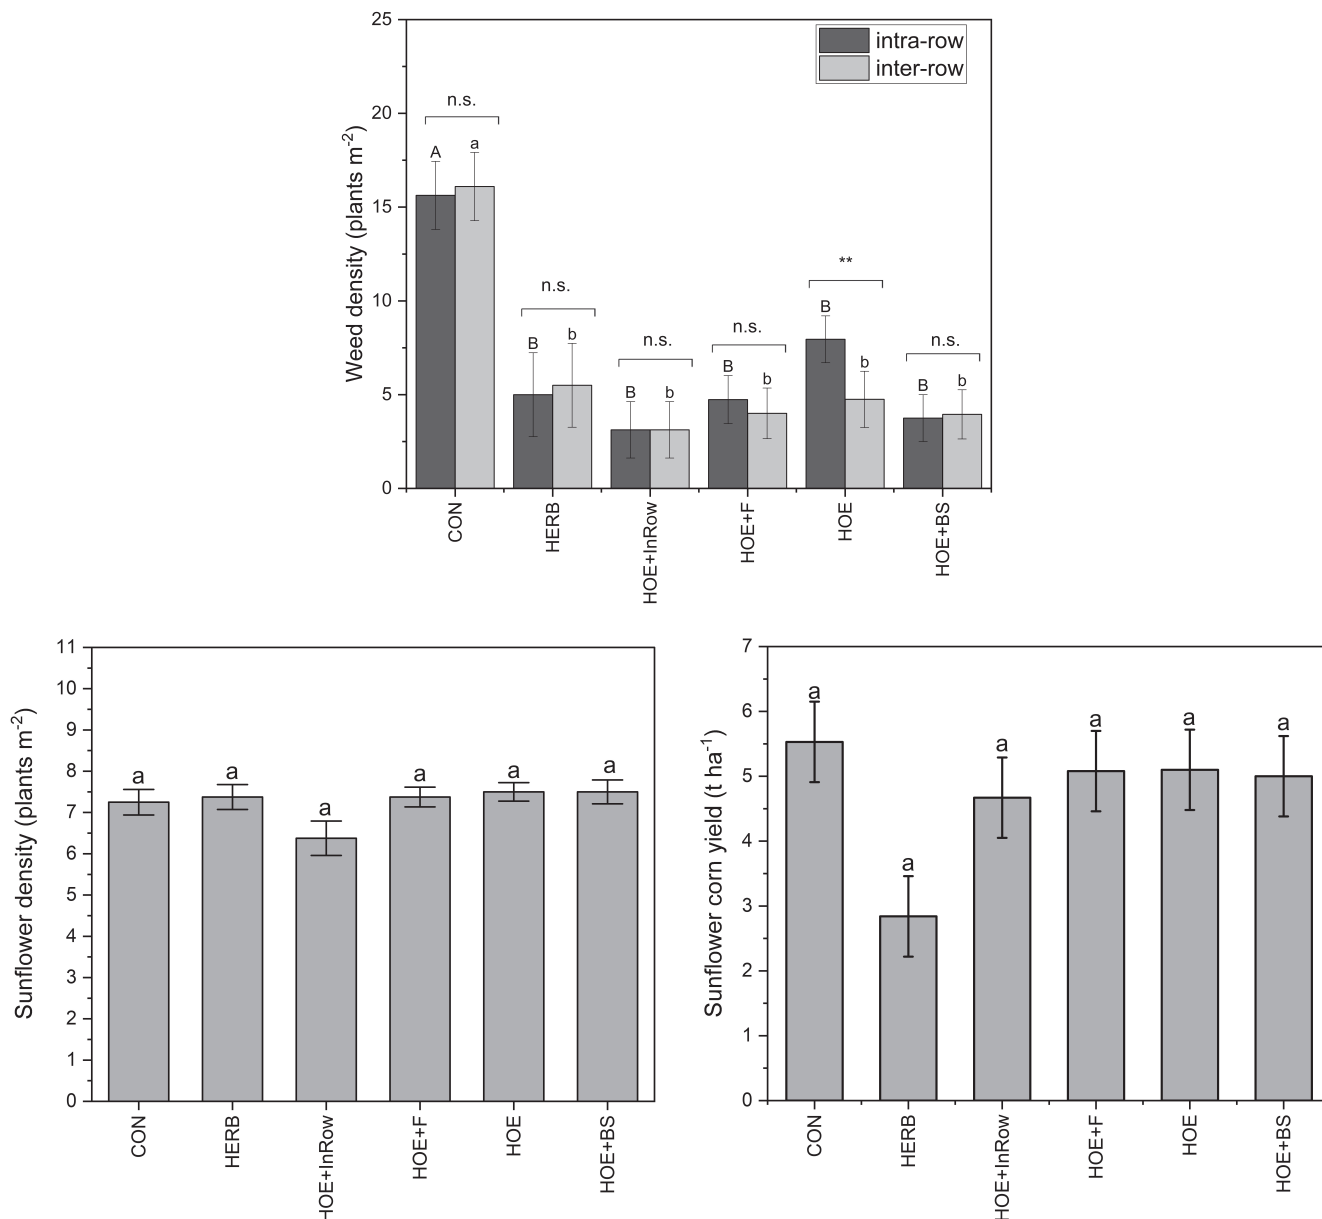 25
20
15
10
5
0
Weed density (plants m⁻²)
intra-row
inter-row
n.s.
A
a
n.s.
B
b
n.s.
B
b
n.s.
B
b
**
B
b
n.s.
B
b
CON
HERB
HOE+InRow
HOE+F
HOE
HOE+BS
11
10
9
8
7
6
5
4
3
2
1
0
Sunflower density (plants m⁻²)
a
a
a
a
a
a
CON
HERB
HOE+InRow
HOE+F
HOE
HOE+BS
7
6
5
4
3
2
1
0
Sunflower corn yield (t ha⁻¹)
a
a
a
a
a
a
CON
HERB
HOE+InRow
HOE+F
HOE
HOE+BS